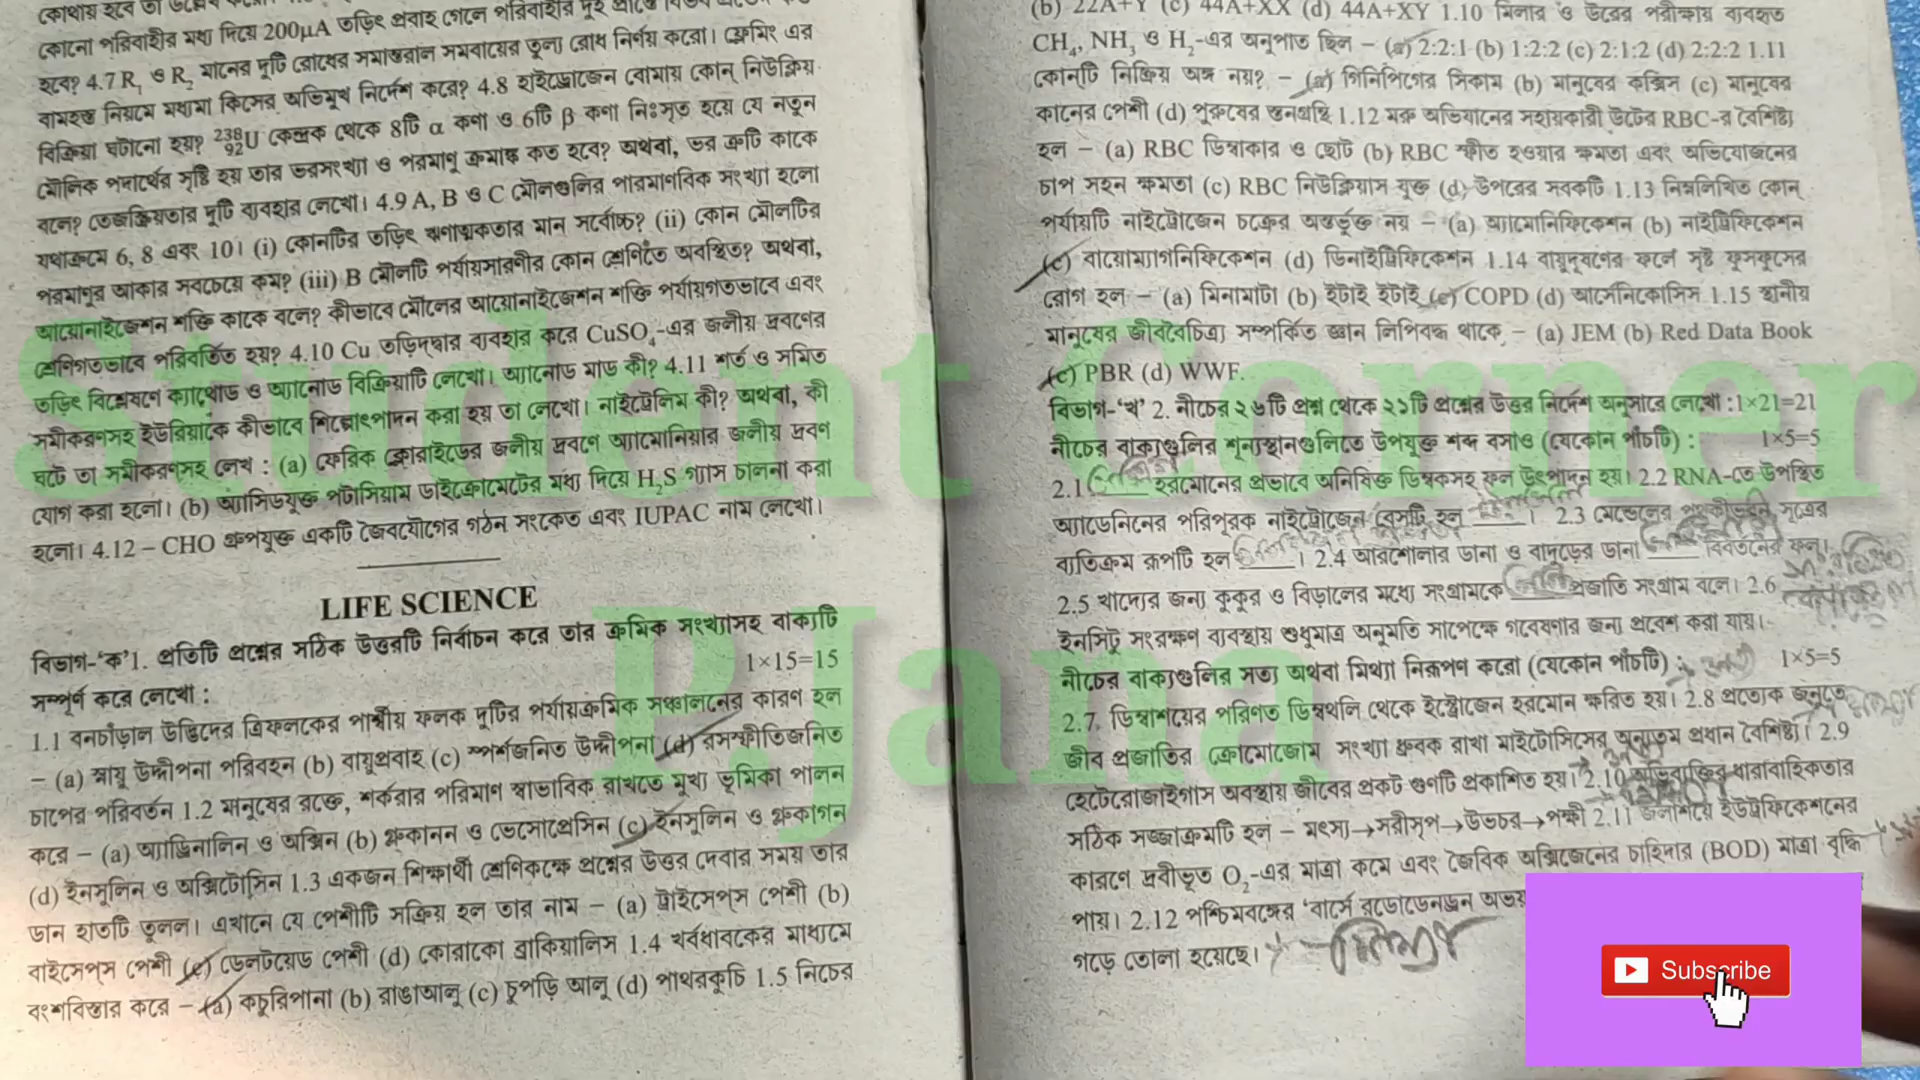 কোনো পরিবাহীর মধ্য দিয়ে 200μA তড়িৎ প্রবাহ গেলে পরিবাহীর দুই প্রান্তে
হবে? 4.7 R₁ ও R₂ মানের দুটি রোধের সমান্তরাল সমবায়ের তুল্য রোধ নির্ণয় করো। ফ্লেমিং এর
বামহস্ত নিয়মে মধ্যমা কিসের অভিমুখ নির্দেশ করে? 4.8 হাইড্রোজেন বোমায় কোন্ নিউক্লিয়
বিক্রিয়া ঘটানো হয়? ²³⁸₉₂U কেন্দ্রক থেকে 8টি α কণা ও 6টি β কণা নিঃসৃত হয়ে যে নতুন
মৌলিক পদার্থের সৃষ্টি হয় তার ভরসংখ্যা ও পরমাণু ক্রমাঙ্ক কত হবে? অথবা, ভর ত্রুটি কাকে
বলে? তেজস্ক্রিয়তার দুটি ব্যবহার লেখো। 4.9 A, B ও C মৌলগুলির পারমাণবিক সংখ্যা হলো
যথাক্রমে 6, 8 এবং 10। (i) কোনটির তড়িৎ ঋণাত্মকতার মান সর্বোচ্চ? (ii) কোন মৌলটির
পরমাণুর আকার সবচেয়ে কম? (iii) B মৌলটি পর্যায়সারণীর কোন শ্রেণিতে অবস্থিত? অথবা,
আয়োনাইজেশন শক্তি কাকে বলে? কীভাবে মৌলের আয়োনাইজেশন শক্তি পর্যায়গতভাবে এবং
শ্রেণিগতভাবে পরিবর্তিত হয়? 4.10 Cu তড়িদ্দ্বার ব্যবহার করে CuSO₄-এর জলীয় দ্রবণের
তড়িৎ বিশ্লেষণে ক্যাথোড ও অ্যানোড বিক্রিয়াটি লেখো। অ্যানোড মাড কী? 4.11 শর্ত ও সমিত
সমীকরণসহ ইউরিয়াকে কীভাবে শিল্পোৎপাদন করা হয় তা লেখো। নাইটোলিম কী? অথবা, কী
ঘটে তা সমীকরণসহ লেখ : (a) ফেরিক ক্লোরাইডের জলীয় দ্রবণে অ্যামোনিয়ার জলীয় দ্রবণ
যোগ করা হলো। (b) অ্যাসিডযুক্ত পটাসিয়াম ডাইক্রোমেটের মধ্য দিয়ে H₂S গ্যাস চালনা করা
হলো। 4.12 – CHO গ্রুপযুক্ত একটি জৈবযৌগের গঠন সংকেত এবং IUPAC নাম লেখো।
LIFE SCIENCE
বিভাগ-‘ক’ 1. প্রতিটি প্রশ্নের সঠিক উত্তরটি নির্বাচন করে তার ক্রমিক সংখ্যাসহ বাক্যটি
সম্পূর্ণ করে লেখো : 1×15=15
1.1 বনচাঁড়াল উদ্ভিদের ত্রিফলকের পার্শ্বীয় ফলক দুটির পর্যায়ক্রমিক সঞ্চালনের কারণ হল
– (a) স্নায়ু উদ্দীপনা পরিবহন (b) বায়ুপ্রবাহ (c) স্পর্শজনিত উদ্দীপনা (d) রসস্ফীতিজনিত
চাপের পরিবর্তন 1.2 মানুষের রক্তে, শর্করার পরিমাণ স্বাভাবিক রাখতে মুখ্য ভূমিকা পালন
করে – (a) অ্যাড্রিনালিন ও অক্সিন (b) গ্লুকানন ও ভেসোপ্রেসিন (c) ইনসুলিন ও গ্লুকাগন
(d) ইনসুলিন ও অক্সিটোসিন 1.3 একজন শিক্ষার্থী শ্রেণিকক্ষে প্রশ্নের উত্তর দেবার সময় তার
ডান হাতটি তুলল। এখানে যে পেশীটি সক্রিয় হল তার নাম – (a) ট্রাইসেপ্স পেশী (b)
বাইসেপ্স পেশী (c) ডেলটয়েড পেশী (d) কোরাকো ব্রাকিয়ালিস 1.4 খর্বধাবকের মাধ্যমে
বংশবিস্তার করে – (a) কচুরিপানা (b) রাঙাআলু (c) চুপড়ি আলু (d) পাথরকুচি 1.5 নিচের
(b) 22A+Y (c) 44A+XX (d) 44A+XY 1.10 মিলার ও উরের পরীক্ষায় ব্যবহৃত
CH₄, NH₃ ও H₂-এর অনুপাত ছিল – (a) 2:2:1 (b) 1:2:2 (c) 2:1:2 (d) 2:2:2 1.11
কোন্‌টি নিষ্ক্রিয় অঙ্গ নয়? – (a) গিনিপিগের সিকাম (b) মানুষের কক্সিস (c) মানুষের
কানের পেশী (d) পুরুষের স্তনগ্রন্থি 1.12 মরু অভিযানের সহায়কারী উটের RBC-র বৈশিষ্ট্য
হল – (a) RBC ডিম্বাকার ও ছোট (b) RBC স্ফীত হওয়ার ক্ষমতা এবং অভিযোজনের
চাপ সহন ক্ষমতা (c) RBC নিউক্লিয়াস যুক্ত (d) উপরের সবকটি 1.13 নিম্নলিখিত কোন্
পর্যায়টি নাইট্রোজেন চক্রের অন্তর্ভুক্ত নয় – (a) অ্যামোনিফিকেশন (b) নাইট্রিফিকেশন
(c) বায়োম্যাগনিফিকেশন (d) ডিনাইট্রিফিকেশন 1.14 বায়ুদূষণের ফলে সৃষ্ট ফুসফুসের
রোগ হল – (a) মিনামাটা (b) ইটাই ইটাই (c) COPD (d) আর্সেনিকোসিস 1.15 স্থানীয়
মানুষের জীববৈচিত্র্য সম্পর্কিত জ্ঞান লিপিবদ্ধ থাকে – (a) JEM (b) Red Data Book
(c) PBR (d) WWF.
বিভাগ-‘খ’ 2. নীচের ২৬টি প্রশ্ন থেকে ২১টি প্রশ্নের উত্তর নির্দেশ অনুসারে লেখো : 1×21=21
নীচের বাক্যগুলির শূন্যস্থানগুলিতে উপযুক্ত শব্দ বসাও (যেকোন পাঁচটি) : 1×5=5
2.1 ______ হরমোনের প্রভাবে অনিষিক্ত ডিম্বকসহ ফল উৎপাদন হয়। 2.2 RNA-তে উপস্থিত
অ্যাডেনিনের পরিপূরক নাইট্রোজেন বেসটি হল ______। 2.3 মেন্ডেলের পৃথকীভবন সূত্রের
ব্যতিক্রম রূপটি হল ______। 2.4 আরশোলার ডানা ও বাদুড়ের ডানা ______ বিবর্তনের ফল।
2.5 খাদ্যের জন্য কুকুর ও বিড়ালের মধ্যে সংগ্রামকে ______ প্রজাতি সংগ্রাম বলে। 2.6
ইনসিটু সংরক্ষণ ব্যবস্থায় শুধুমাত্র অনুমতি সাপেক্ষে গবেষণার জন্য প্রবেশ করা যায়।
নীচের বাক্যগুলির সত্য অথবা মিথ্যা নিরূপণ করো (যেকোন পাঁচটি) : 1×5=5
2.7. ডিম্বাশয়ের পরিণত ডিম্বথলি থেকে ইস্ট্রোজেন হরমোন ক্ষরিত হয়। 2.8 প্রত্যেক জনুতে
জীব প্রজাতির ক্রোমোজোম সংখ্যা ধ্রুবক রাখা মাইটোসিসের অন্যতম প্রধান বৈশিষ্ট্য। 2.9
হেটেরোজাইগাস অবস্থায় জীবের প্রকট গুণটি প্রকাশিত হয়। 2.10 অভিব্যক্তির ধারাবাহিকতার
সঠিক সজ্জাক্রমটি হল – মৎস্য→সরীসৃপ→উভচর→পক্ষী 2.11 জলাশয়ে ইউট্রফিকেশনের
কারণে দ্রবীভূত O₂-এর মাত্রা কমে এবং জৈবিক অক্সিজেনের চাহিদার (BOD) মাত্রা বৃদ্ধি
পায়। 2.12 পশ্চিমবঙ্গের ‘বার্সে রডোডেনড্রন
গড়ে তোলা হয়েছে।
Student Corner
P.Jana
Subscribe